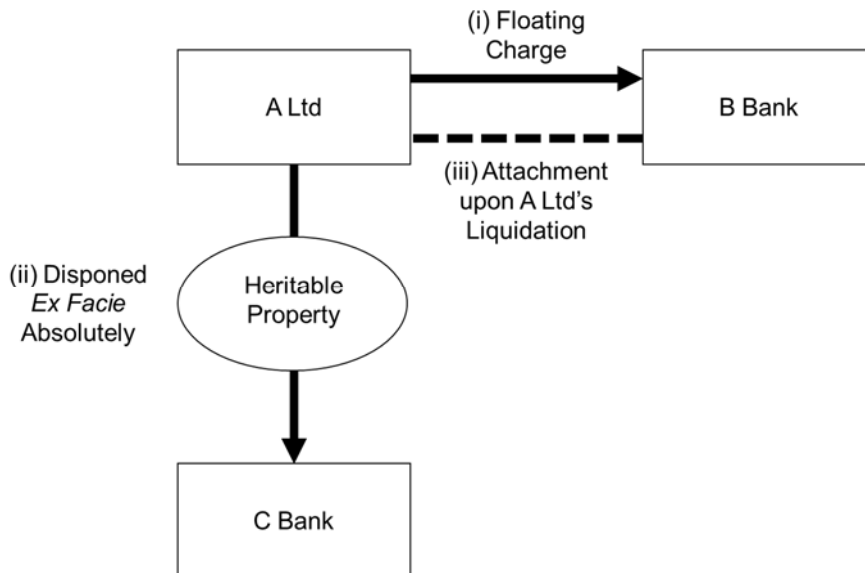 (i) Floating
Charge
A Ltd
B Bank
(iii) Attachment
upon A Ltd's
Liquidation
(ii) Disponed
Ex Facie
Absolutely
Heritable
Property
C Bank